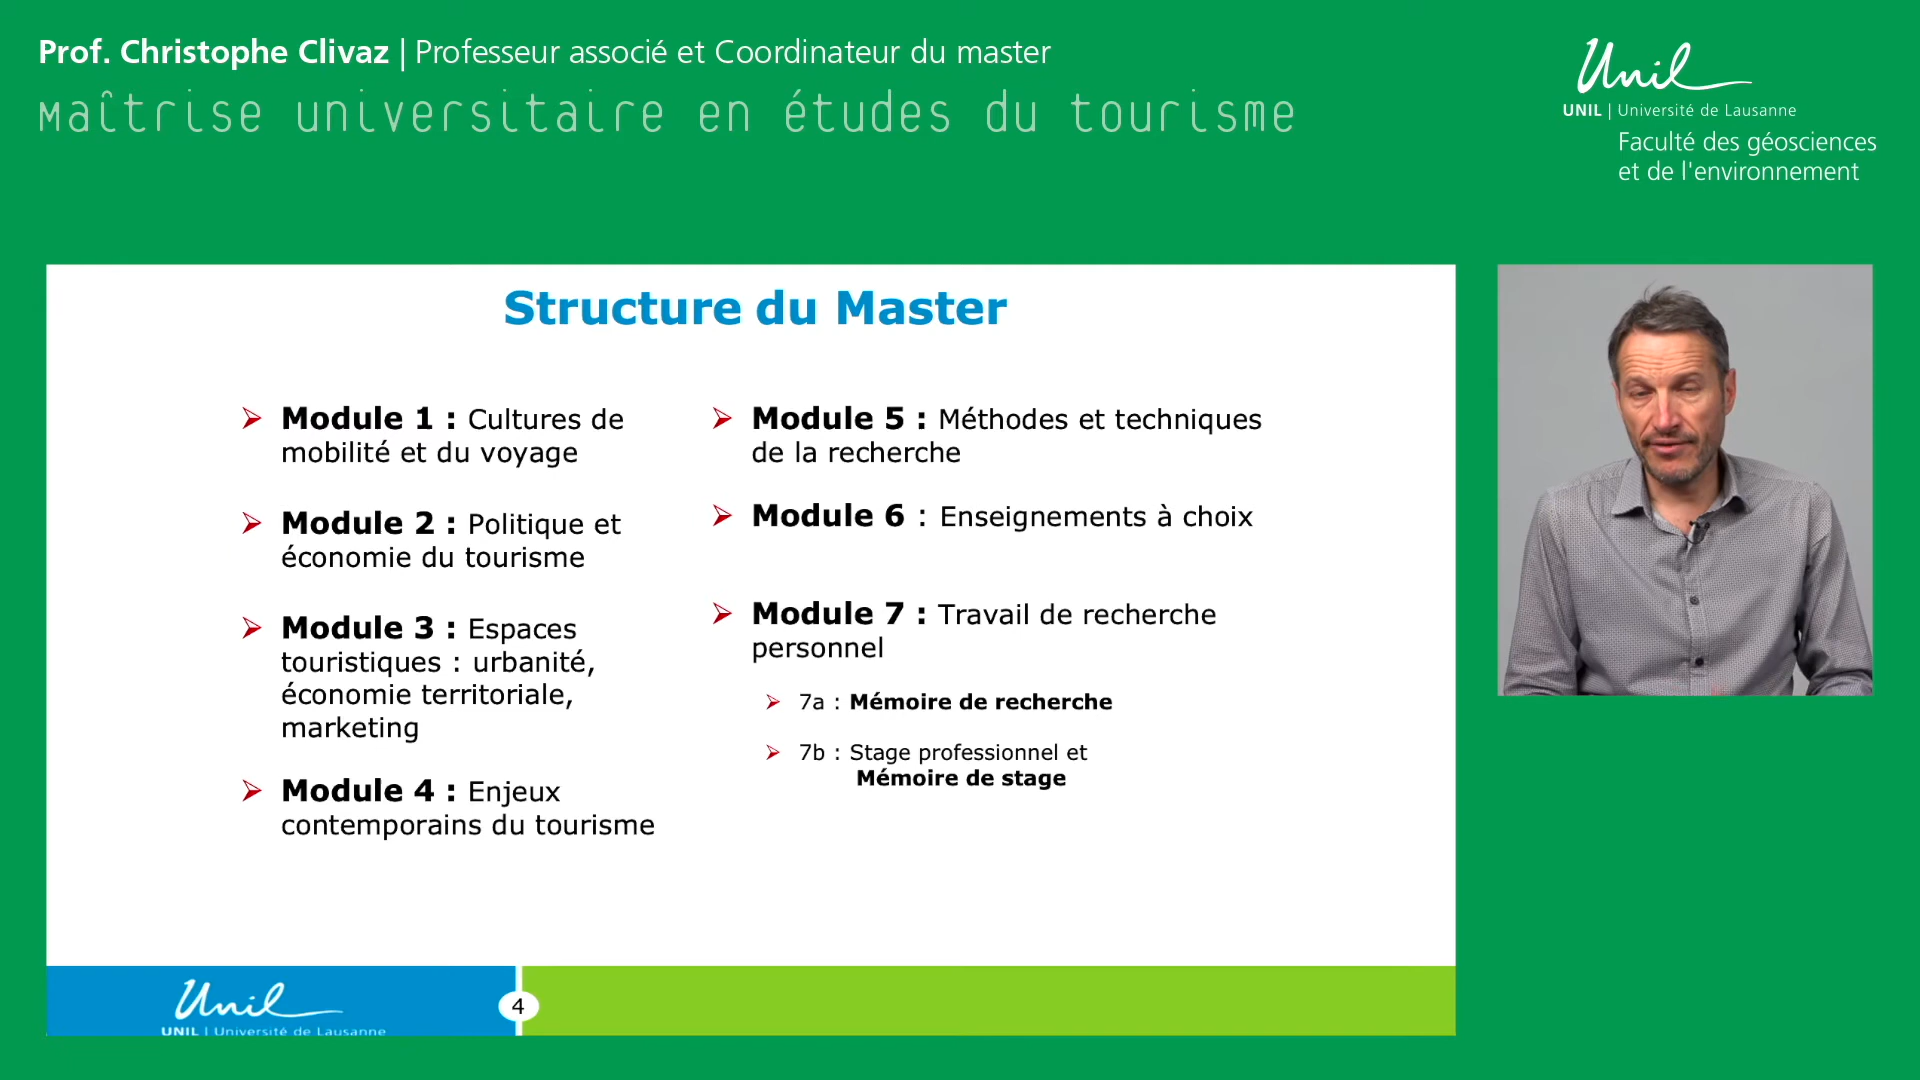 Prof. Christophe Clivaz | Professeur associé et Coordinateur du master
Maîtrise universitaire en études du tourisme
Unil
UNIL | Université de Lausanne
Faculté des géosciences
et de l'environnement
Structure du Master
Module 1 : Cultures de
mobilité et du voyage
Module 2 : Politique et
économie du tourisme
Module 3 : Espaces
touristiques : urbanité,
économie territoriale,
marketing
Module 4 : Enjeux
contemporains du tourisme
Module 5 : Méthodes et techniques
de la recherche
Module 6 : Enseignements à choix
Module 7 : Travail de recherche
personnel
7a : Mémoire de recherche
7b : Stage professionnel et
Mémoire de stage
Unil
UNIL | Université de Lausanne
4